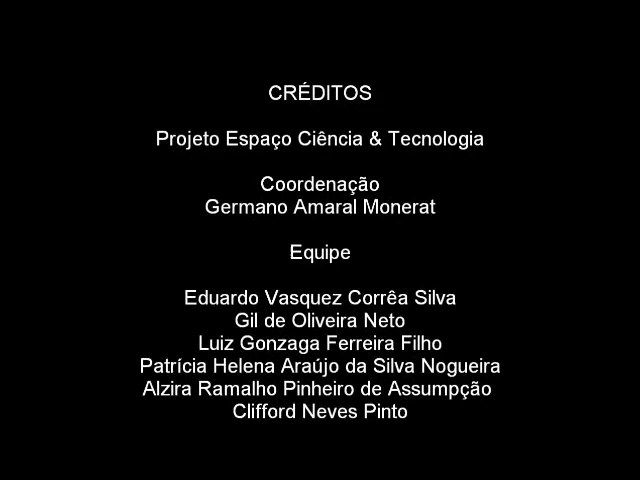 CRÉDITOS
Projeto Espaço Ciência & Tecnologia
Coordenação
Germano Amaral Monerat
Equipe
Eduardo Vasquez Corrêa Silva
Gil de Oliveira Neto
Luiz Gonzaga Ferreira Filho
Patrícia Helena Araújo da Silva Nogueira
Alzira Ramalho Pinheiro de Assumpção
Clifford Neves Pinto